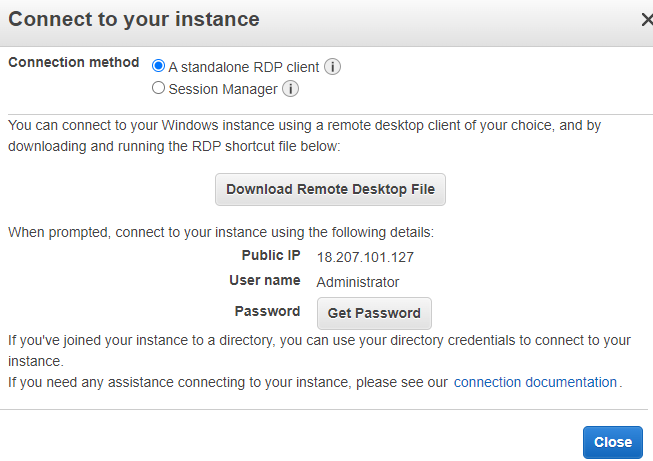 Connect to your instance
Connection method
A standalone RDP client
Session Manager
You can connect to your Windows instance using a remote desktop client of your choice, and by
downloading and running the RDP shortcut file below:
Download Remote Desktop File
When prompted, connect to your instance using the following details:
Public IP 18.207.101.127
User name Administrator
Password Get Password
If you've joined your instance to a directory, you can use your directory credentials to connect to your
instance.
If you need any assistance connecting to your instance, please see our connection documentation.
Close